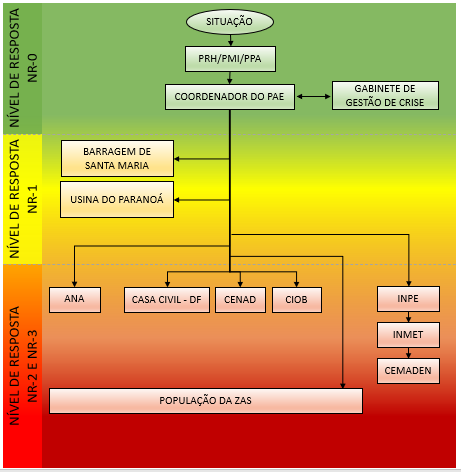 NÍVEL DE RESPOSTA
NR-0
SITUAÇÃO
PRH/PMI/PPA
COORDENADOR DO PAE
GABINETE DE
GESTÃO DE CRISE
NÍVEL DE RESPOSTA
NR-1
BARRAGEM DE
SANTA MARIA
USINA DO PARANOÁ
NÍVEL DE RESPOSTA
NR-2 E NR-3
ANA
CASA CIVIL - DF
CENAD
CIOB
INPE
INMET
CEMADEN
POPULAÇÃO DA ZAS